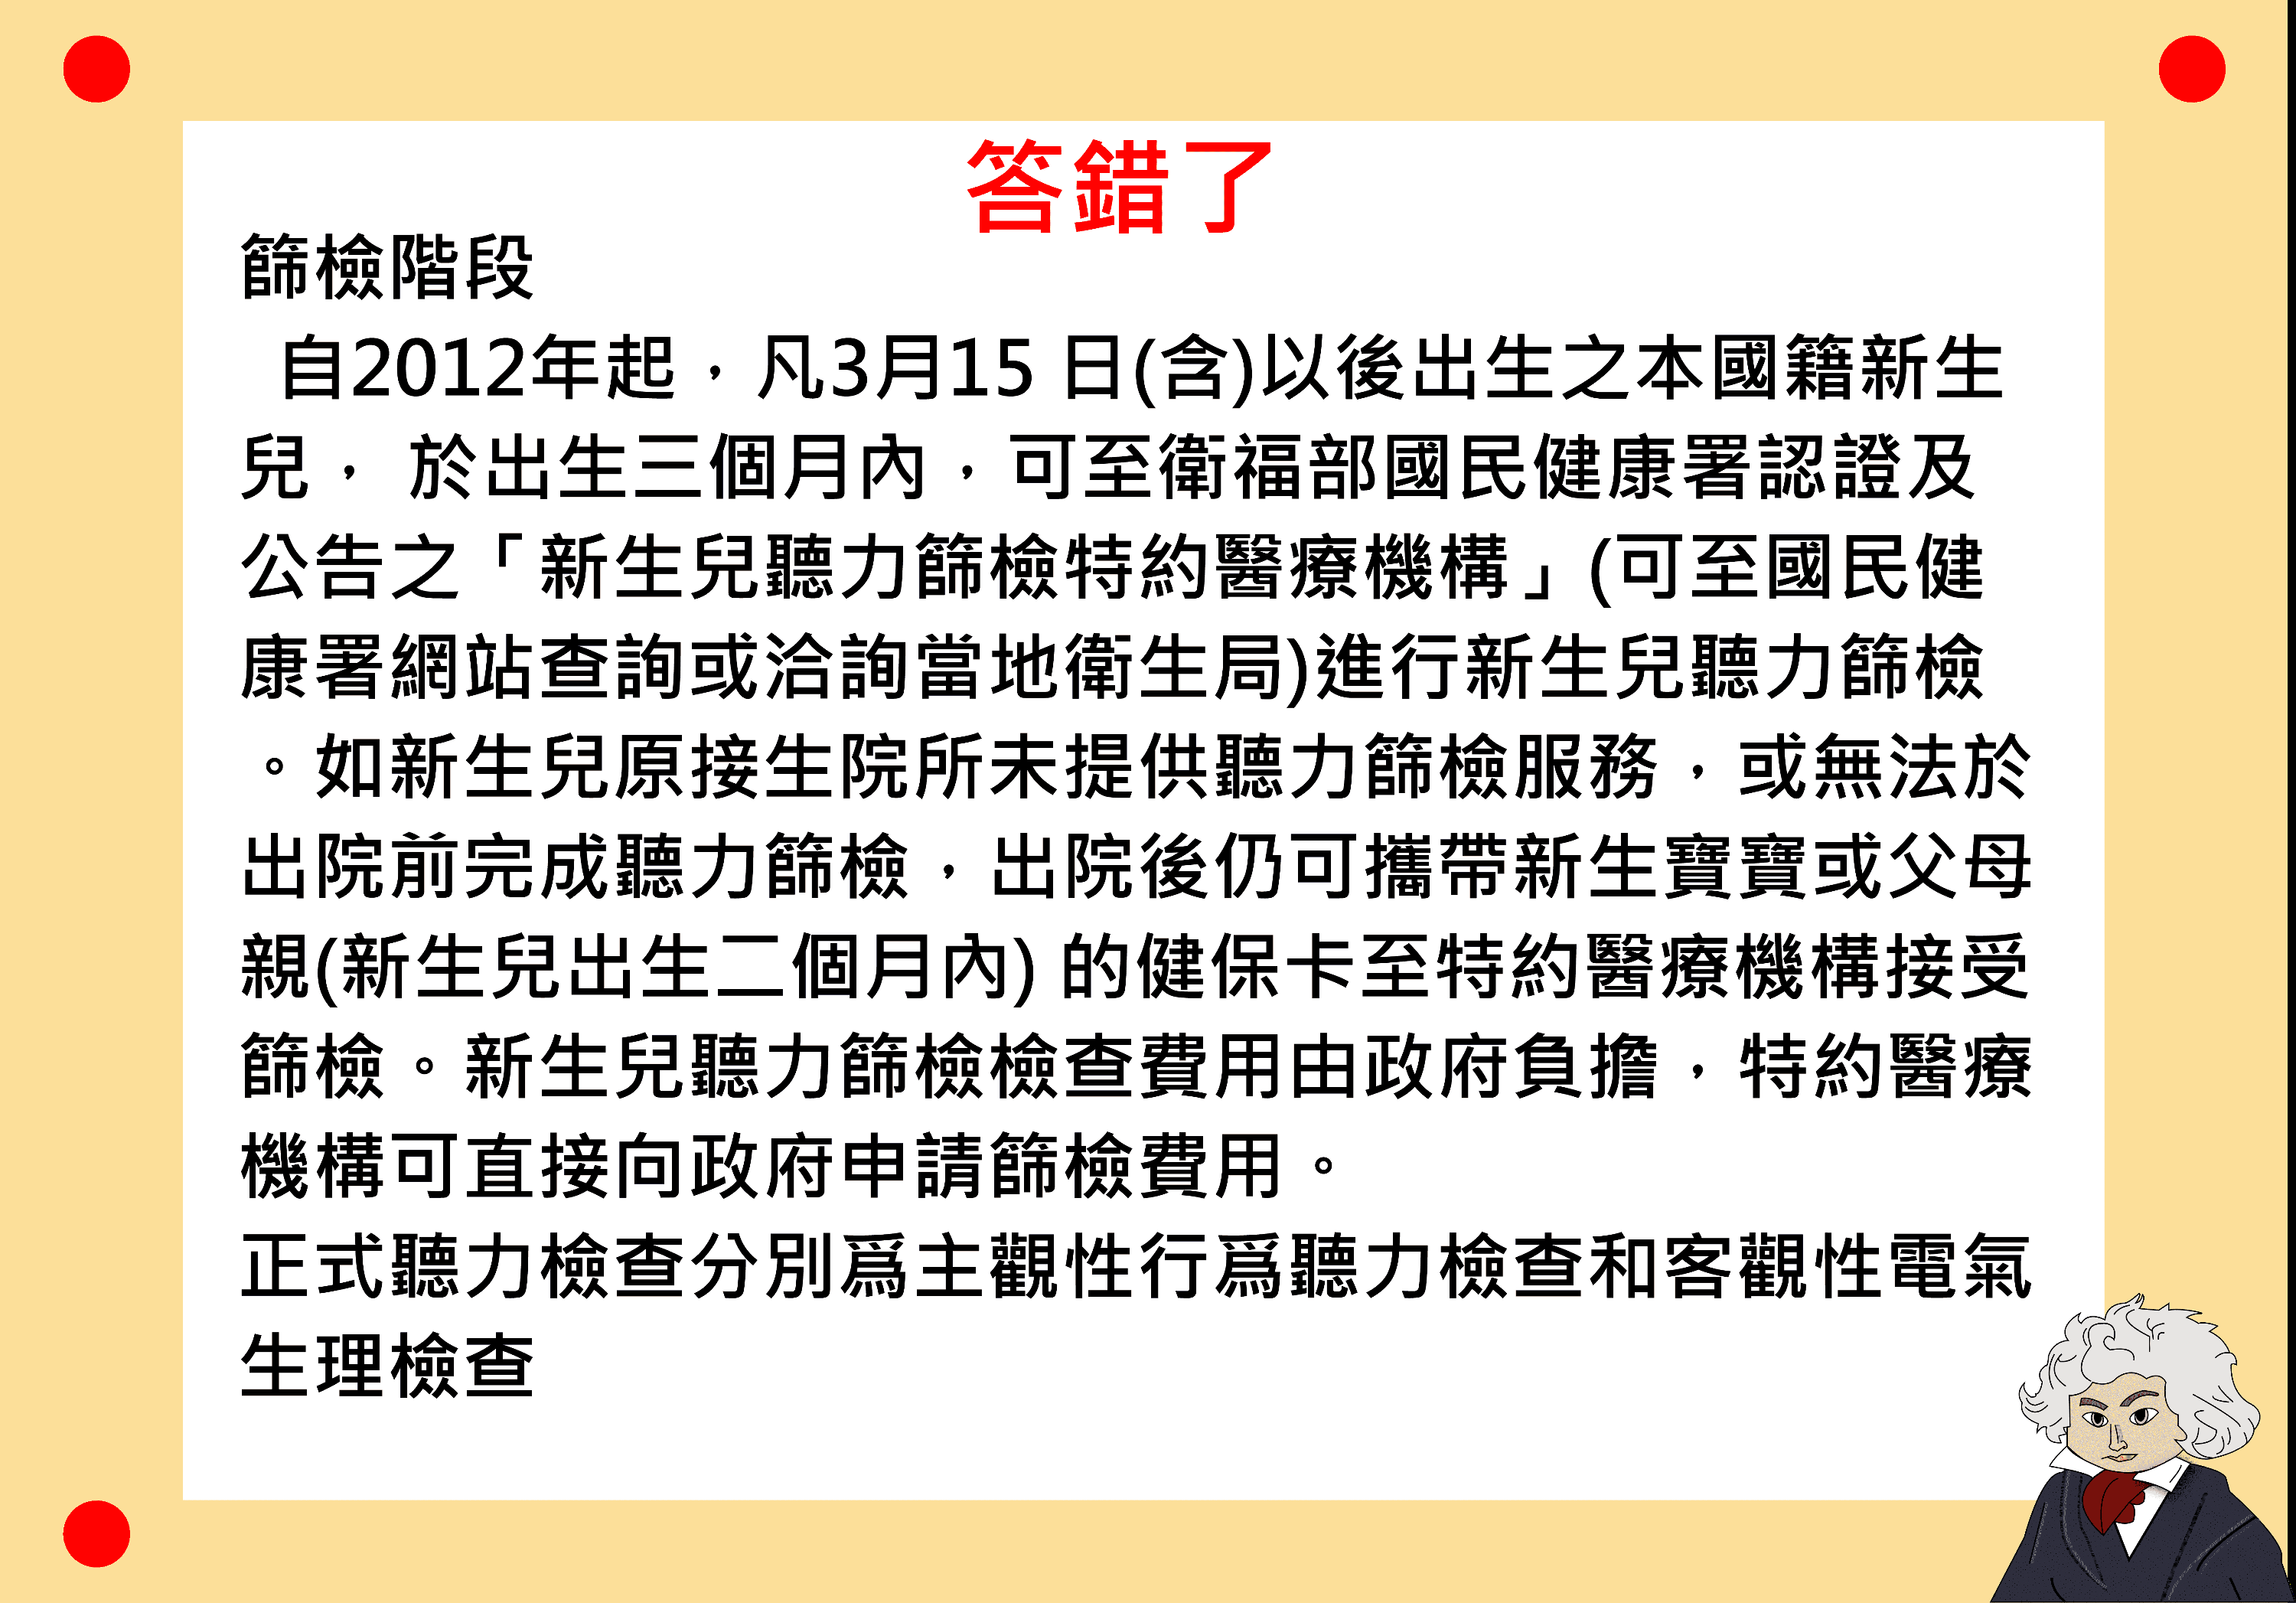 答錯了
篩檢階段
自2012年起，凡3月15 日(含)以後出生之本國籍新生
兒， 於出生三個月內，可至衛福部國民健康署認證及
公告之「新生兒聽力篩檢特約醫療機構」(可至國民健
康署網站查詢或洽詢當地衛生局)進行新生兒聽力篩檢
。如新生兒原接生院所未提供聽力篩檢服務，或無法於
出院前完成聽力篩檢，出院後仍可攜帶新生寶寶或父母
親(新生兒出生二個月內) 的健保卡至特約醫療機構接受
篩檢。新生兒聽力篩檢檢查費用由政府負擔，特約醫療
機構可直接向政府申請篩檢費用。
正式聽力檢查分別爲主觀性行爲聽力檢查和客觀性電氣
生理檢查